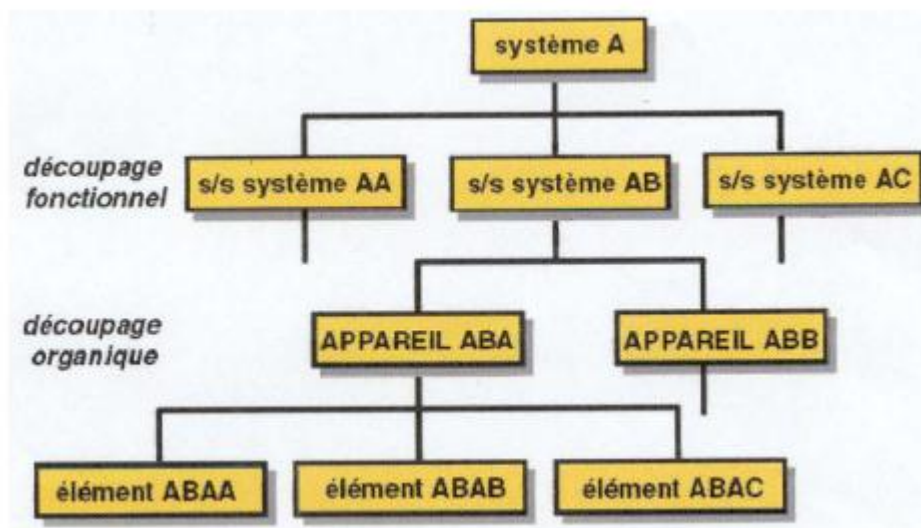 système A
découpage
fonctionnel
s/s système AA
s/s système AB
s/s système AC
découpage
organique
APPAREIL ABA
APPAREIL ABB
élément ABAA
élément ABAB
élément ABAC